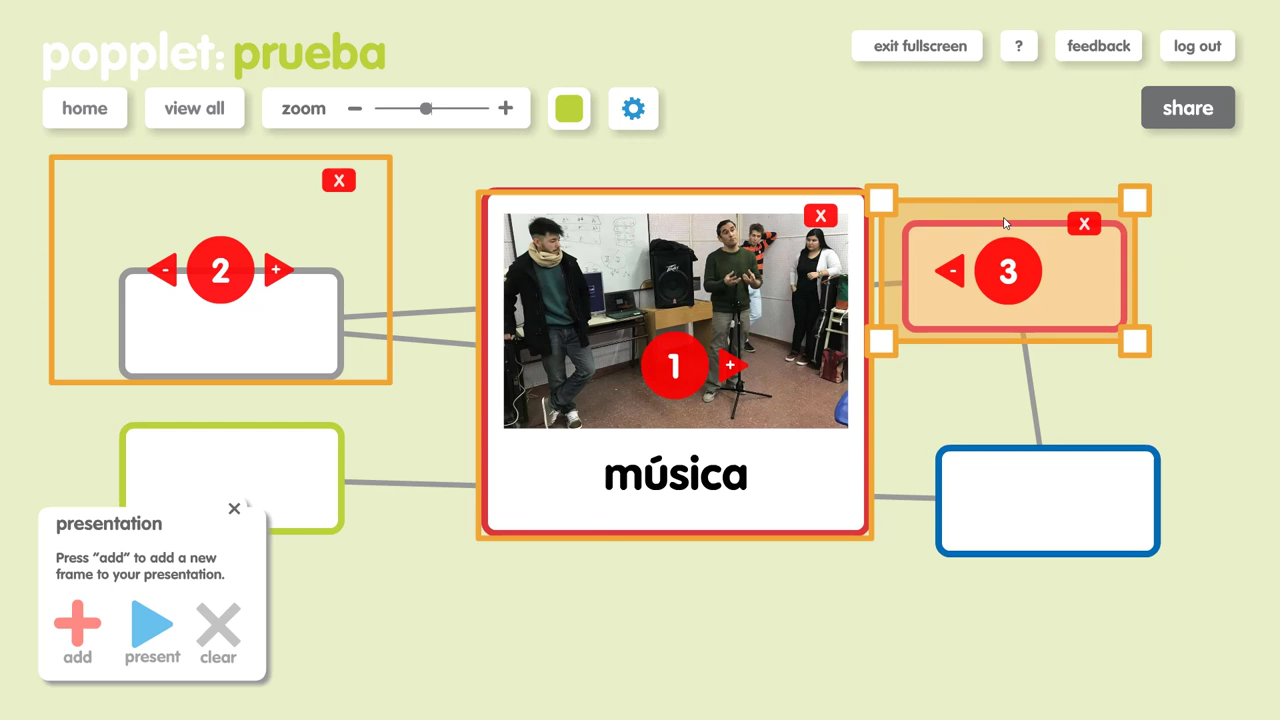 popplet: prueba
exit fullscreen
?
feedback
log out
home
view all
zoom
- +
share
X
- 2 +
X
PEAVEY
1 +
música
X
- 3
×
presentation
Press "add" to add a new
frame to your presentation.
add
present
clear